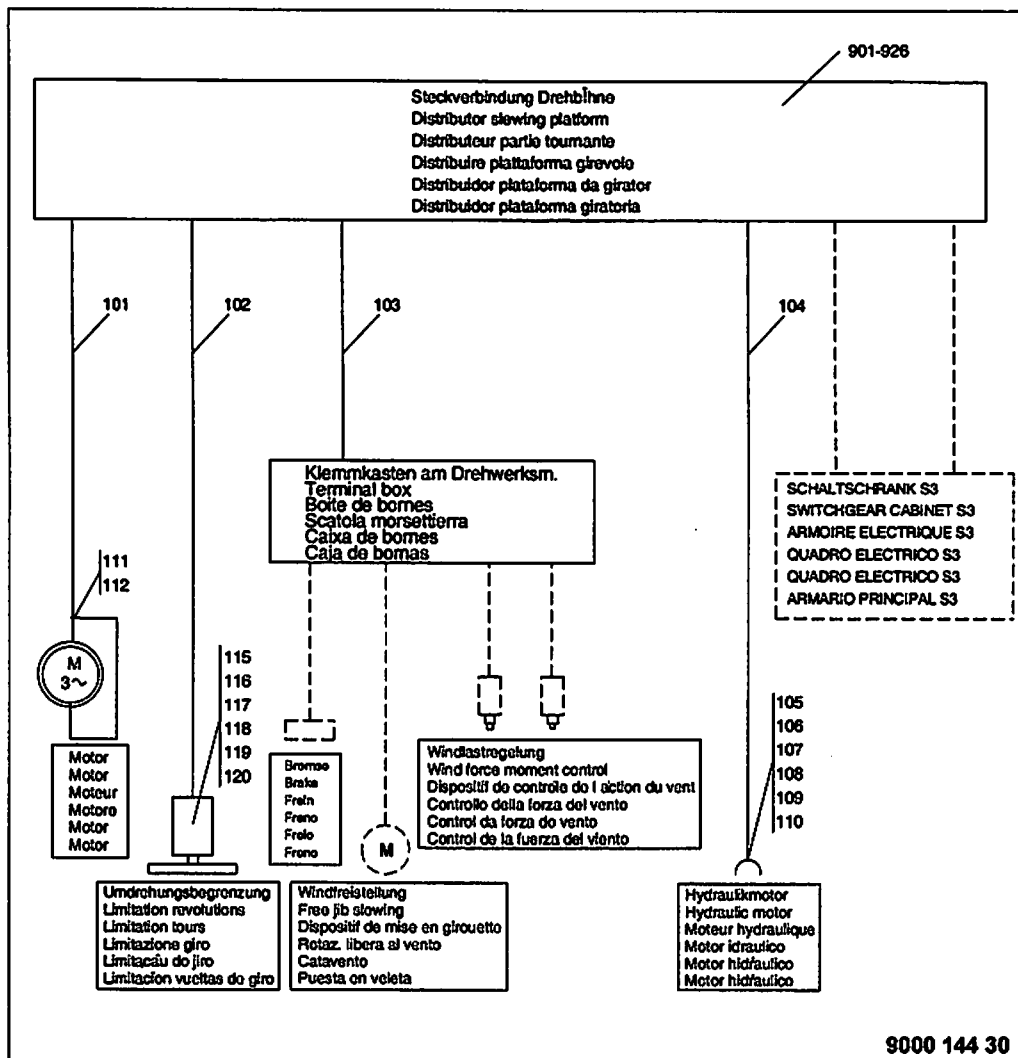 901-926
Steckverbindung DrehbÎhne
Distributor slewing platform
Distributeur partie tournante
Distribuire plattaforma girevole
Distribuidor plataforma da girator
Distribuidor plataforma giratoria
101
102
103
104
Klemmkasten am Drehwerksm.
Terminal box
Boite de bornes
Scatola morsettierra
Caixa de bornes
Caja de bornas
SCHALTSCHRANK S3
SWITCHGEAR CABINET S3
ARMOIRE ELECTRIQUE S3
QUADRO ELECTRICO S3
QUADRO ELECTRICO S3
ARMARIO PRINCIPAL S3
111
112
M
3~
115
116
117
118
119
120
105
106
107
108
109
110
Motor
Motor
Moteur
Motore
Motor
Motor
Bremse
Brake
Frein
Freno
Freio
Freno
M
Windlastregelung
Wind force moment control
Dispositif de controle de l action du vent
Controllo della forza del vento
Control da forza do vento
Control de la fuerza del viento
Umdrehungsbegrenzung
Limitation revolutions
Limitation tours
Limitazione giro
Limitaçâu do jiro
Limitacion vueltas de giro
Windfreistellung
Free jib slewing
Dispositif de mise en girouette
Rotaz. libera al vento
Catavento
Puesta en veleta
Hydraulikmotor
Hydraulic motor
Moteur hydraulique
Motor idraulico
Motor hidfaulico
Motor hidfaulico
9000 144 30